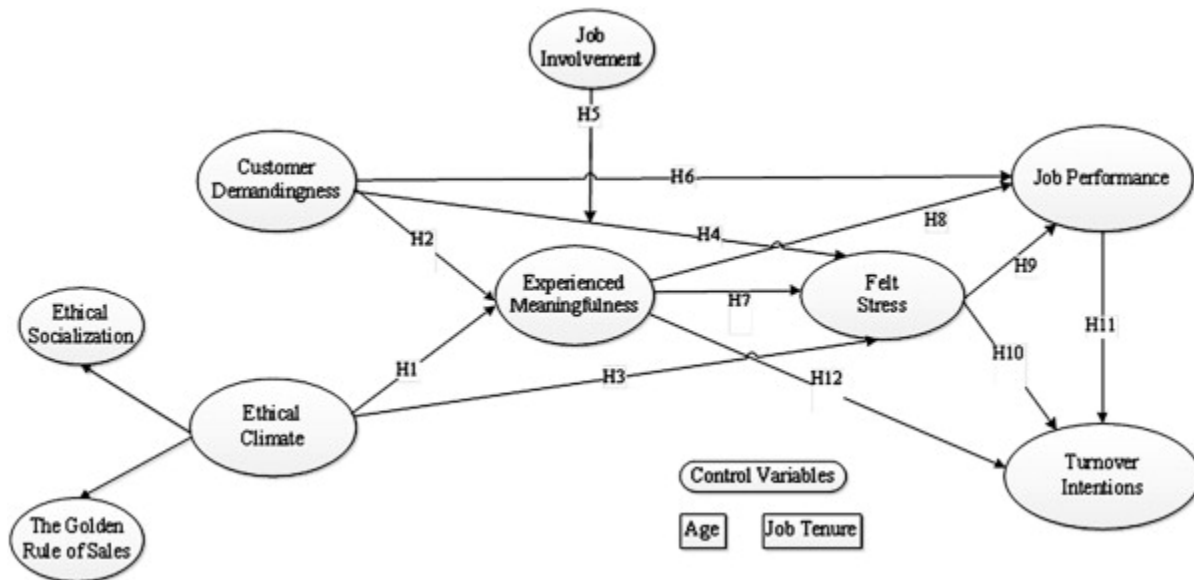 Job
Involvement
H5
Customer
Demandingness
H6
Job Performance
H8
H4
H2
Experienced
Meaningfulness
H7
Felt
Stress
H9
Ethical
Socialization
H11
H10
H1
H3
H12
Ethical
Climate
Turnover
Intentions
Control Variables
The Golden
Rule of Sales
Age
Job Tenure